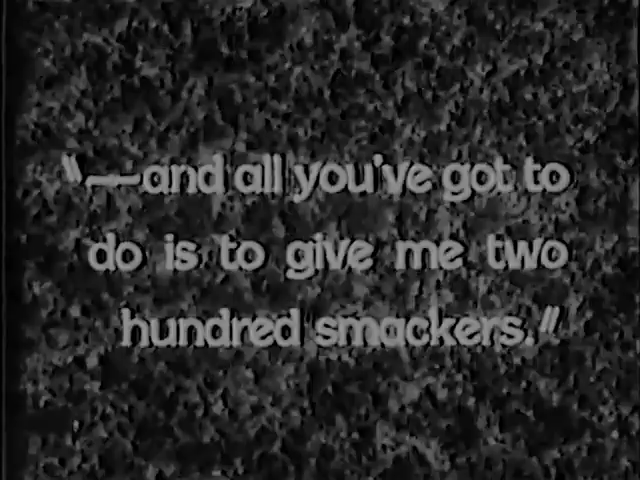 "—and all you've got to
do is to give me two
hundred smackers."